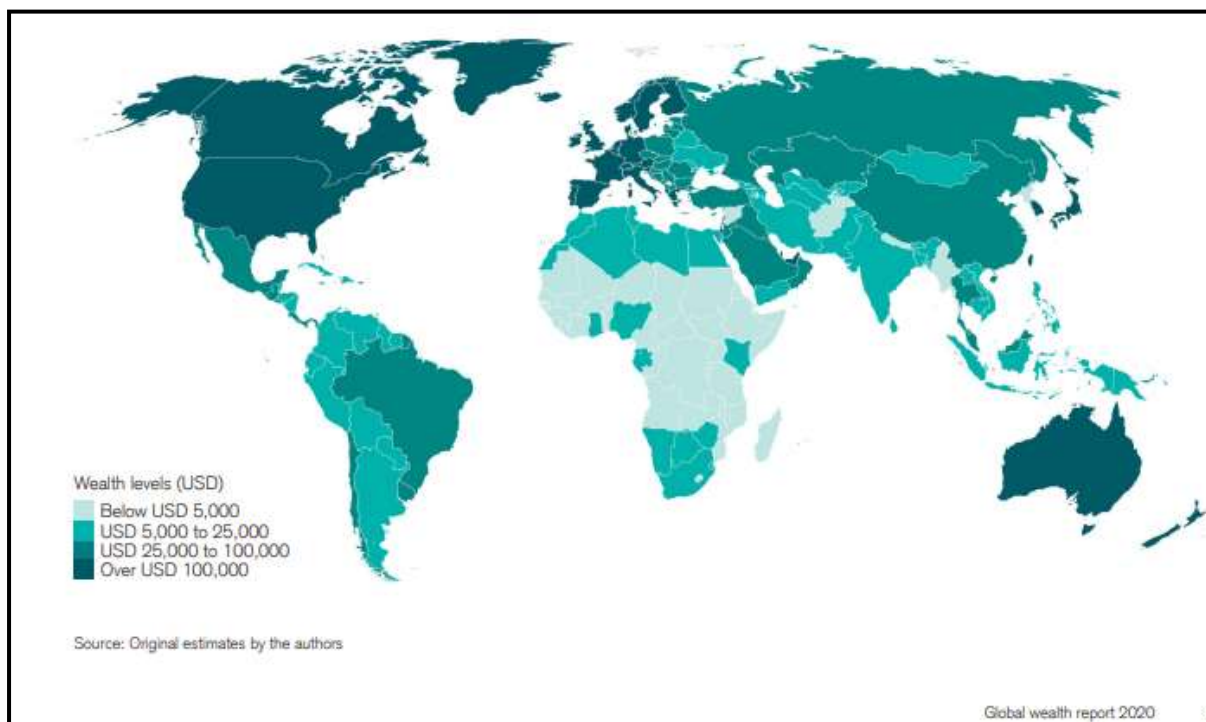 Wealth levels (USD)
Below USD 5,000
USD 5,000 to 25,000
USD 25,000 to 100,000
Over USD 100,000
Source: Original estimates by the authors
Global wealth report 2020